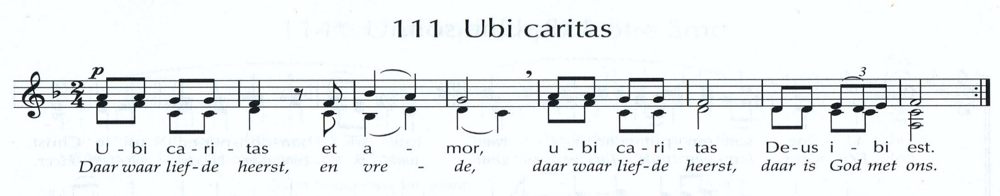 111 Ubi caritas
p
3
U - bi ca - ri - tas et a - mor, u - bi - ca - ri - tas De - us i - bi est.
Daar waar lief - de heerst, en vre - de, daar waar lief - de heerst, daar is God met ons.